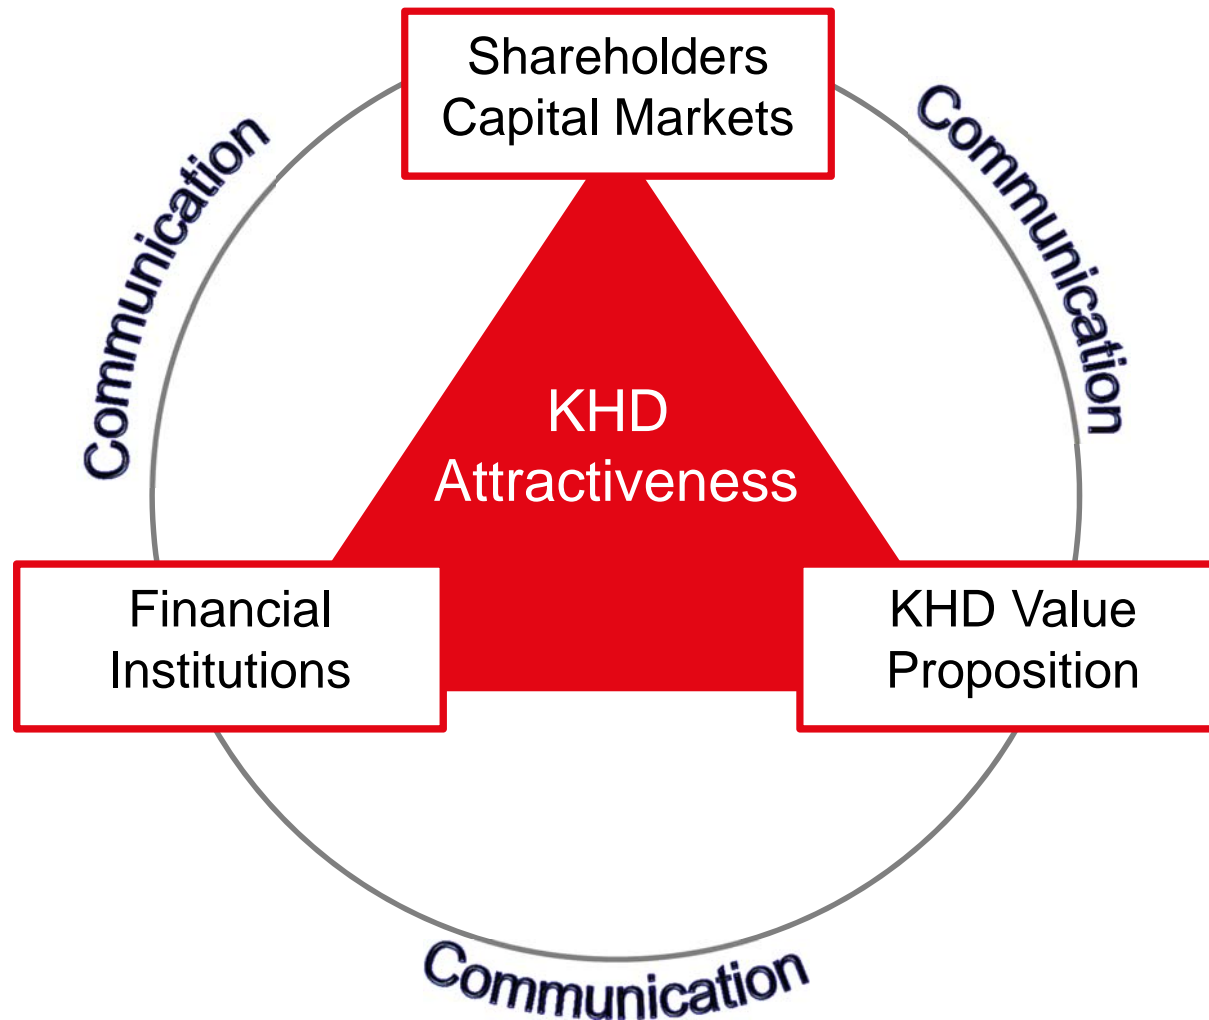 Shareholders
Capital Markets
Communication
Communication
KHD
Attractiveness
Financial
Institutions
KHD Value
Proposition
Communication